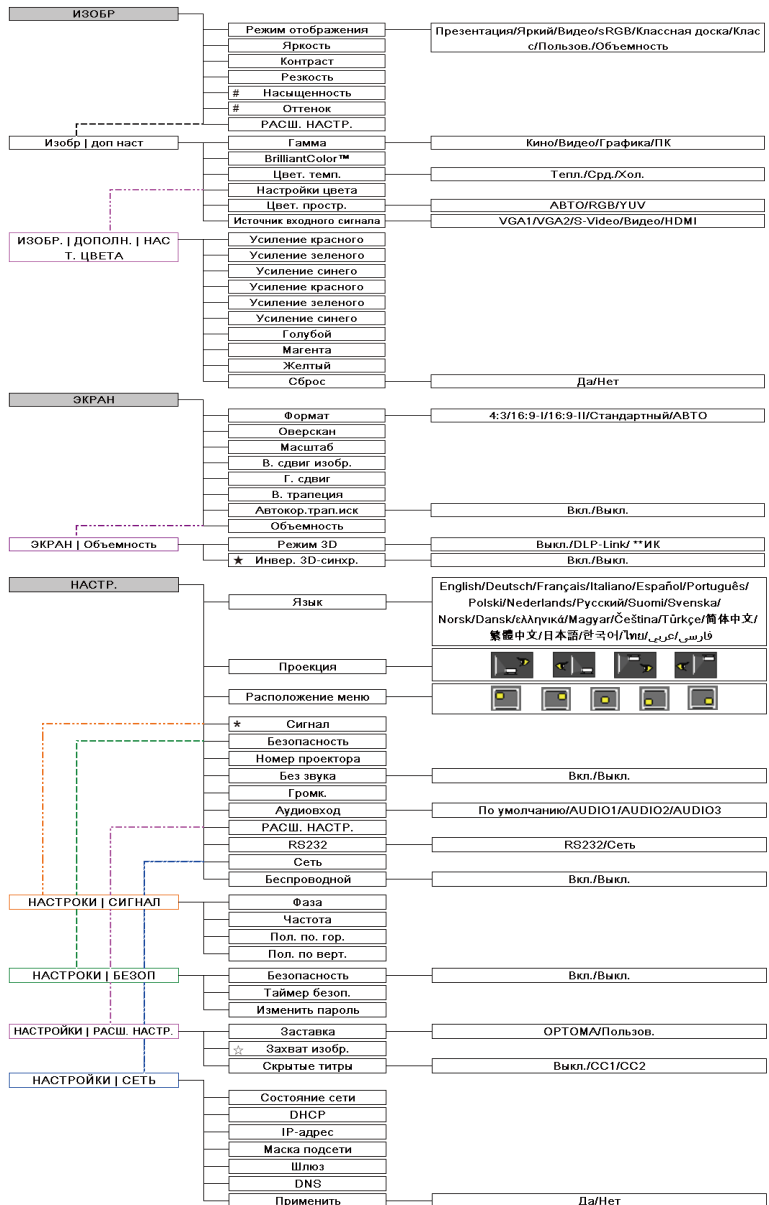 ИЗОБР
Режим отображения
Презентация/Яркий/Видео/sRGB/Классная доска/Клас
с/Пользов./Объемность
Яркость
Контраст
Резкость
# Насыщенность
# Оттенок
РАСШ. НАСТР.
Изобр | доп наст
Гамма
Кино/Видео/Графика/ПК
BrilliantColor™
Цвет. темп.
Тепл./Срд./Хол.
Настройки цвета
Цвет. простр.
АВТО/RGB/YUV
Источник входного сигнала
VGA1/VGA2/S-Video/Видео/HDMI
ИЗОБР. | ДОПОЛН. | НАС
Т. ЦВЕТА
Усиление красного
Усиление зеленого
Усиление синего
Усиление красного
Усиление зеленого
Усиление синего
Голубой
Магента
Желтый
Сброс
Да/Нет
ЭКРАН
Формат
4:3/16:9-I/16:9-II/Стандартный/АВТО
Оверскан
Масштаб
В. сдвиг изобр.
Г. сдвиг
В. трапеция
Автокор.трап.иск
Вкл./Выкл.
Объемность
ЭКРАН | Объемность
Режим 3D
Выкл./DLP-Link/ **ИК
★ Инвер. 3D-синхр.
Вкл./Выкл.
НАСТР.
Язык
English/Deutsch/Français/Italiano/Español/Português/
Polski/Nederlands/Русский/Suomi/Svenska/
Norsk/Dansk/ελληνικά/Magyar/Čeština/Türkçe/简体中文/
繁體中文/日本語/한국어/ไทย/عربي/فارسی
Проекция
Расположение меню
* Сигнал
Безопасность
Номер проектора
Без звука
Вкл./Выкл.
Громк.
Аудиовход
По умолчанию/AUDIO1/AUDIO2/AUDIO3
РАСШ. НАСТР.
RS232
RS232/Сеть
Сеть
Беспроводной
Вкл./Выкл.
НАСТРОКИ | СИГНАЛ
Фаза
Частота
Пол. по. гор.
Пол. по верт.
НАСТРОКИ | БЕЗОП
Безопасность
Вкл./Выкл.
Таймер безоп.
Изменить пароль
НАСТРОЙКИ | РАСШ. НАСТР.
Заставка
OPTOMA/Пользов.
☆ Захват изобр.
Скрытые титры
Выкл./CC1/CC2
НАСТРОЙКИ | СЕТЬ
Состояние сети
DHCP
IP-адрес
Маска подсети
Шлюз
DNS
Применить
Да/Нет